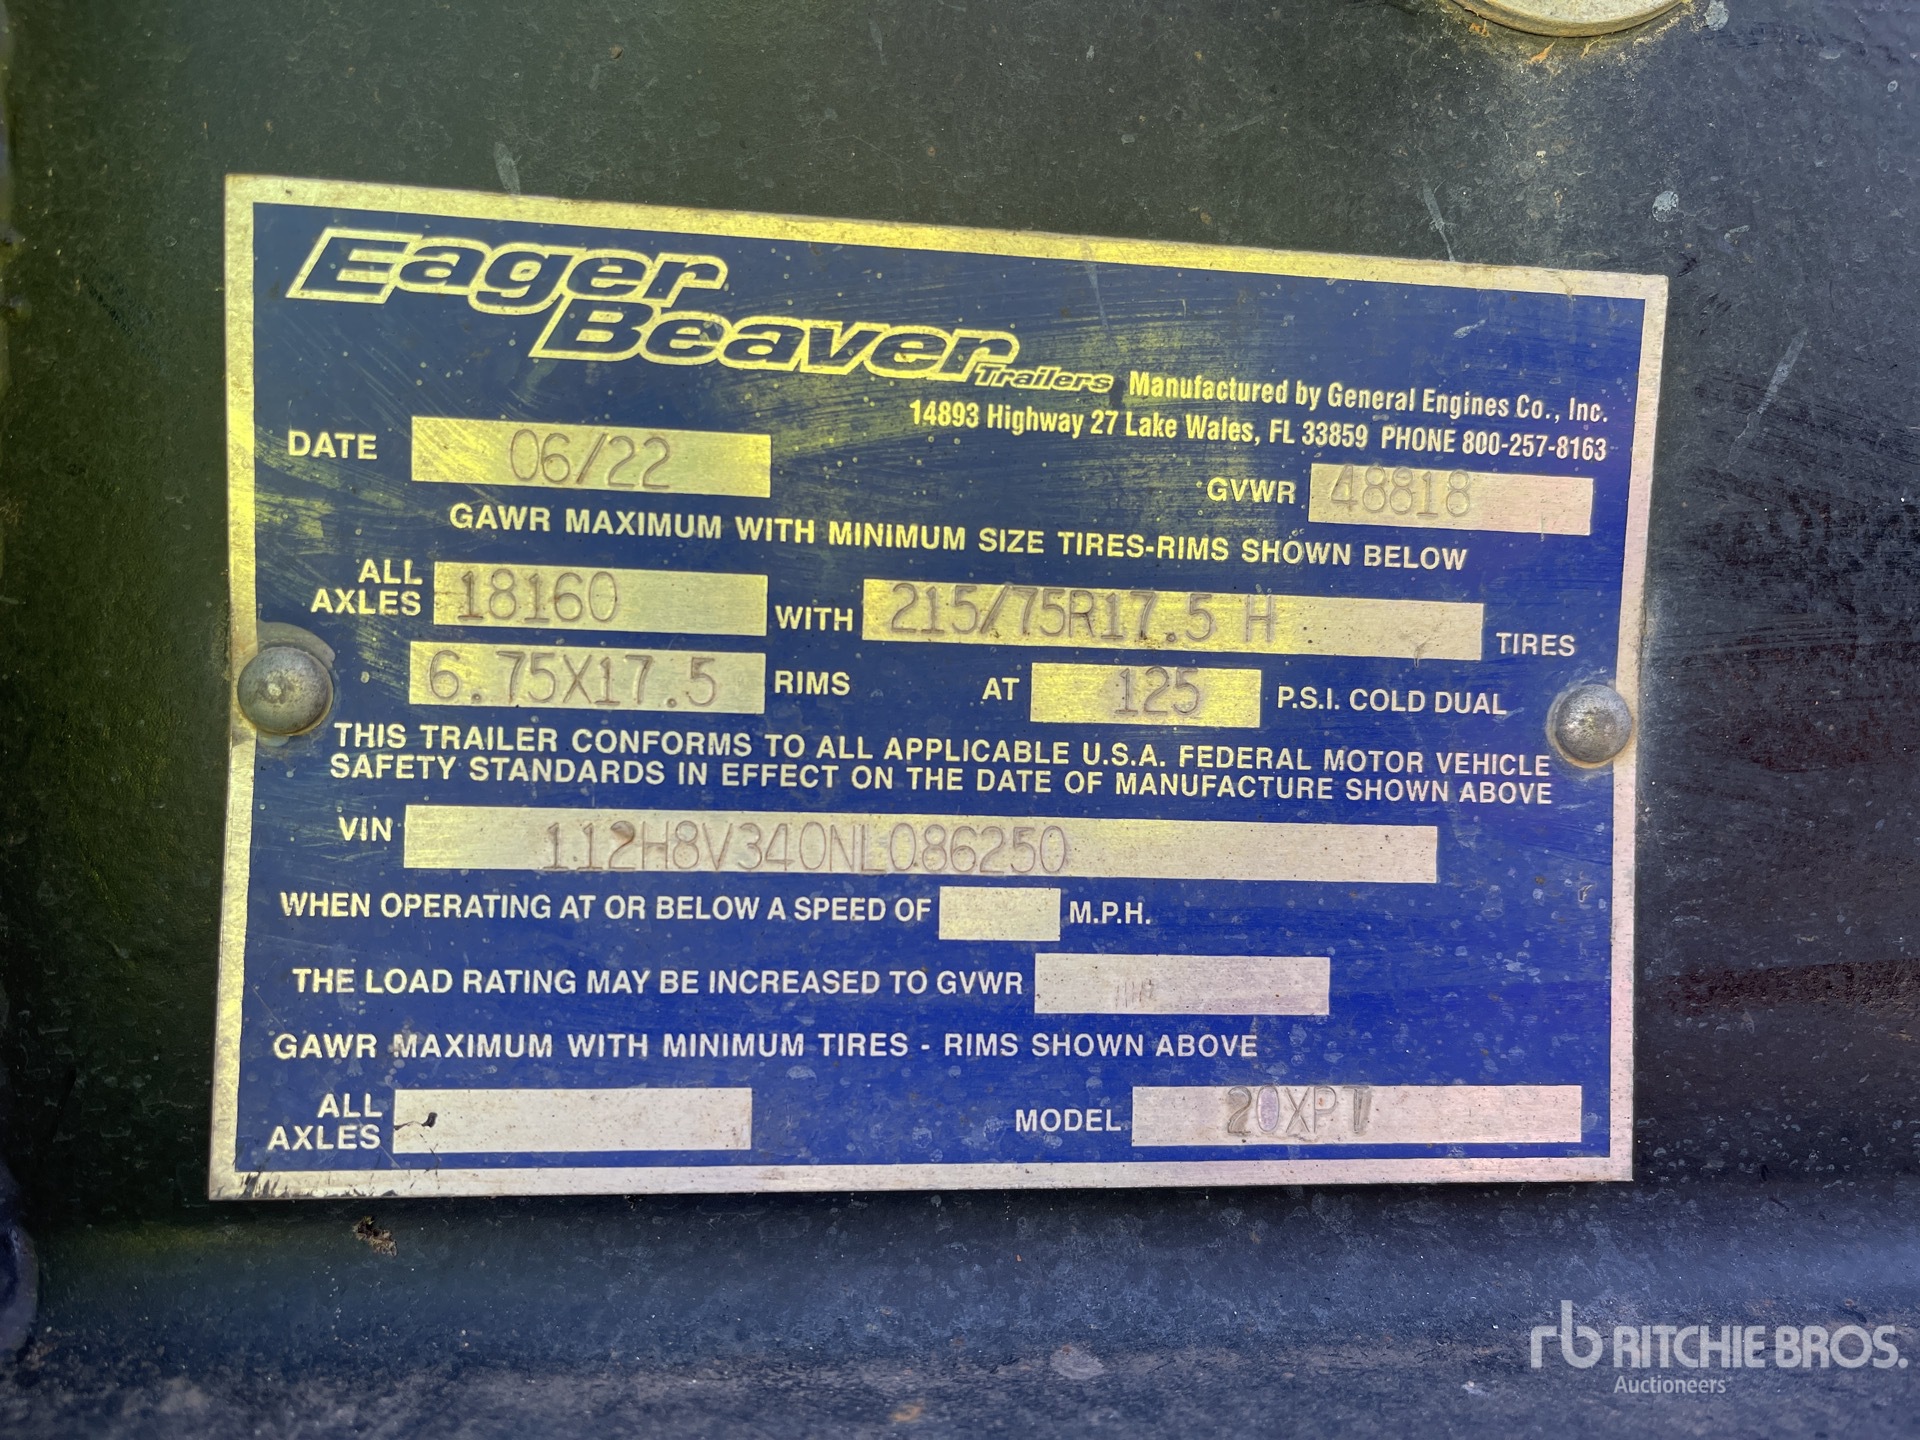 Eager
Beaver
Trailers Manufactured by General Engines Co., Inc.
14893 Highway 27 Lake Wales, FL 33859 PHONE 800-257-8163
DATE 06/22 GVWR 48818
GAWR MAXIMUM WITH MINIMUM SIZE TIRES-RIMS SHOWN BELOW
ALL
AXLES 18160 WITH 215/75R17.5 H TIRES
6.75X17.5 RIMS AT 125 P.S.I. COLD DUAL
THIS TRAILER CONFORMS TO ALL APPLICABLE U.S.A. FEDERAL MOTOR VEHICLE
SAFETY STANDARDS IN EFFECT ON THE DATE OF MANUFACTURE SHOWN ABOVE
VIN 112H8V340NL086250
WHEN OPERATING AT OR BELOW A SPEED OF M.P.H.
THE LOAD RATING MAY BE INCREASED TO GVWR
GAWR MAXIMUM WITH MINIMUM TIRES - RIMS SHOWN ABOVE
ALL
AXLES MODEL 20XPT
rb RITCHIE BROS.
Auctioneers